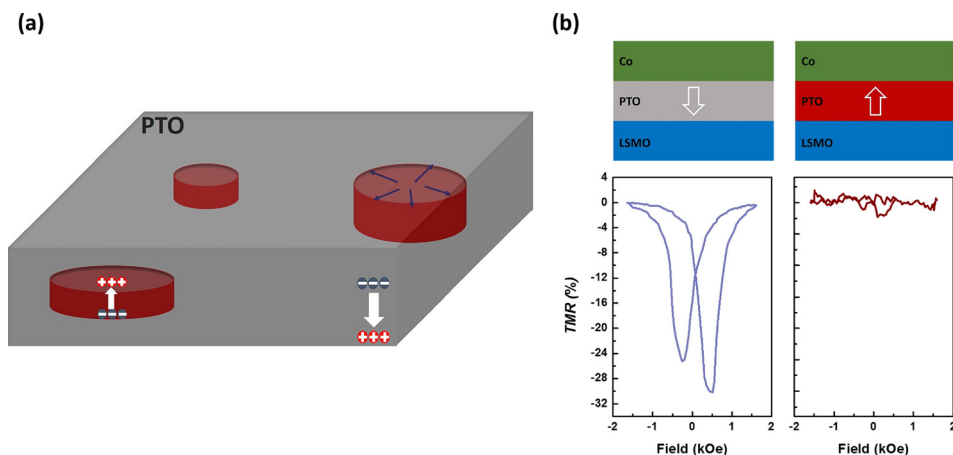 (a)
PTO
+++
−−−
−−−
+++
(b)
Co
PTO
LSMO
Co
PTO
LSMO
TMR (%)
4
0
-4
-8
-12
-16
-20
-24
-28
-32
-2 -1 0 1 2
Field (kOe)
-2 -1 0 1 2
Field (kOe)